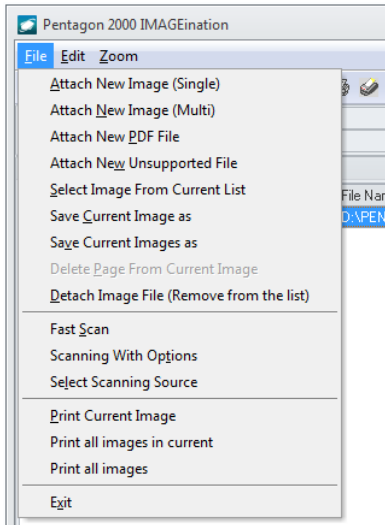 Pentagon 2000 IMAGEination
File Edit Zoom
Attach New Image (Single)
Attach New Image (Multi)
Attach New PDF File
Attach New Unsupported File
Select Image From Current List
File Nar
Save Current Image as
D:\PEN
Save Current Images as
Delete Page From Current Image
Detach Image File (Remove from the list)
Fast Scan
Scanning With Options
Select Scanning Source
Print Current Image
Print all images in current
Print all images
Exit